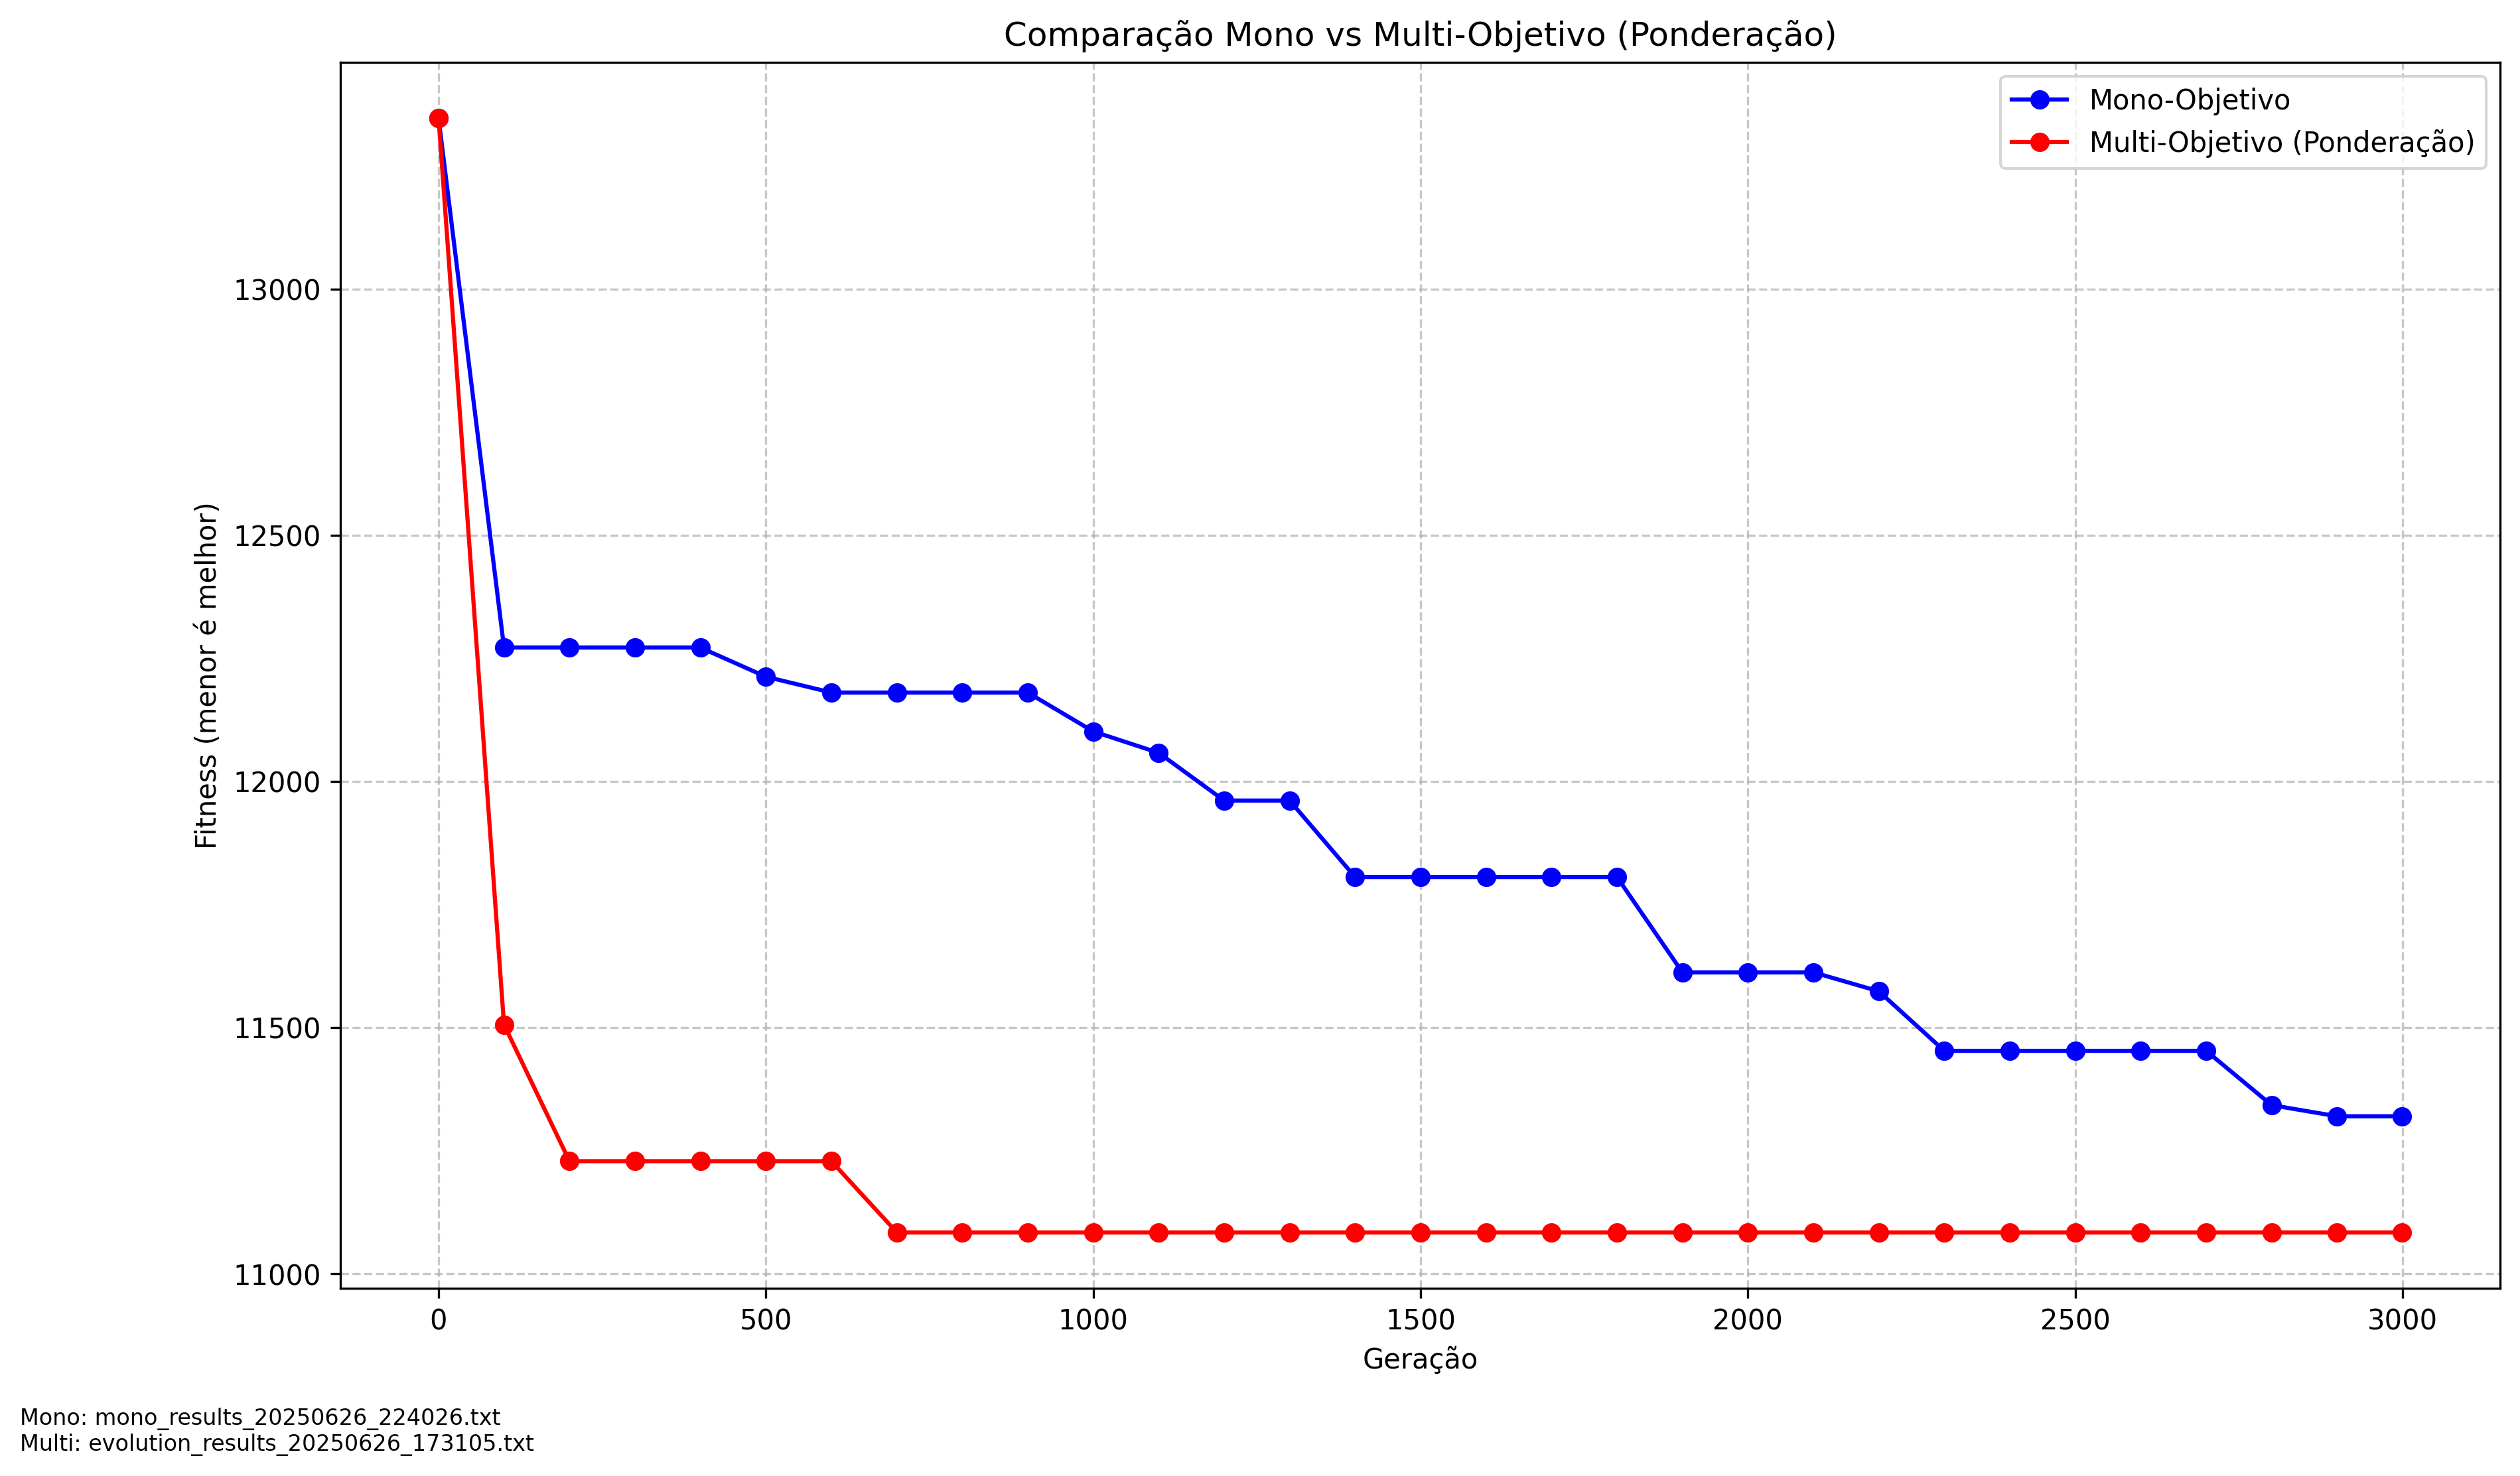 Comparação Mono vs Multi-Objetivo (Ponderação)
Mono-Objetivo
Multi-Objetivo (Ponderação)
Fitness (menor é melhor)
13000
12500
12000
11500
11000
0 500 1000 1500 2000 2500 3000
Geração
Mono: mono_results_20250626_224026.txt
Multi: evolution_results_20250626_173105.txt